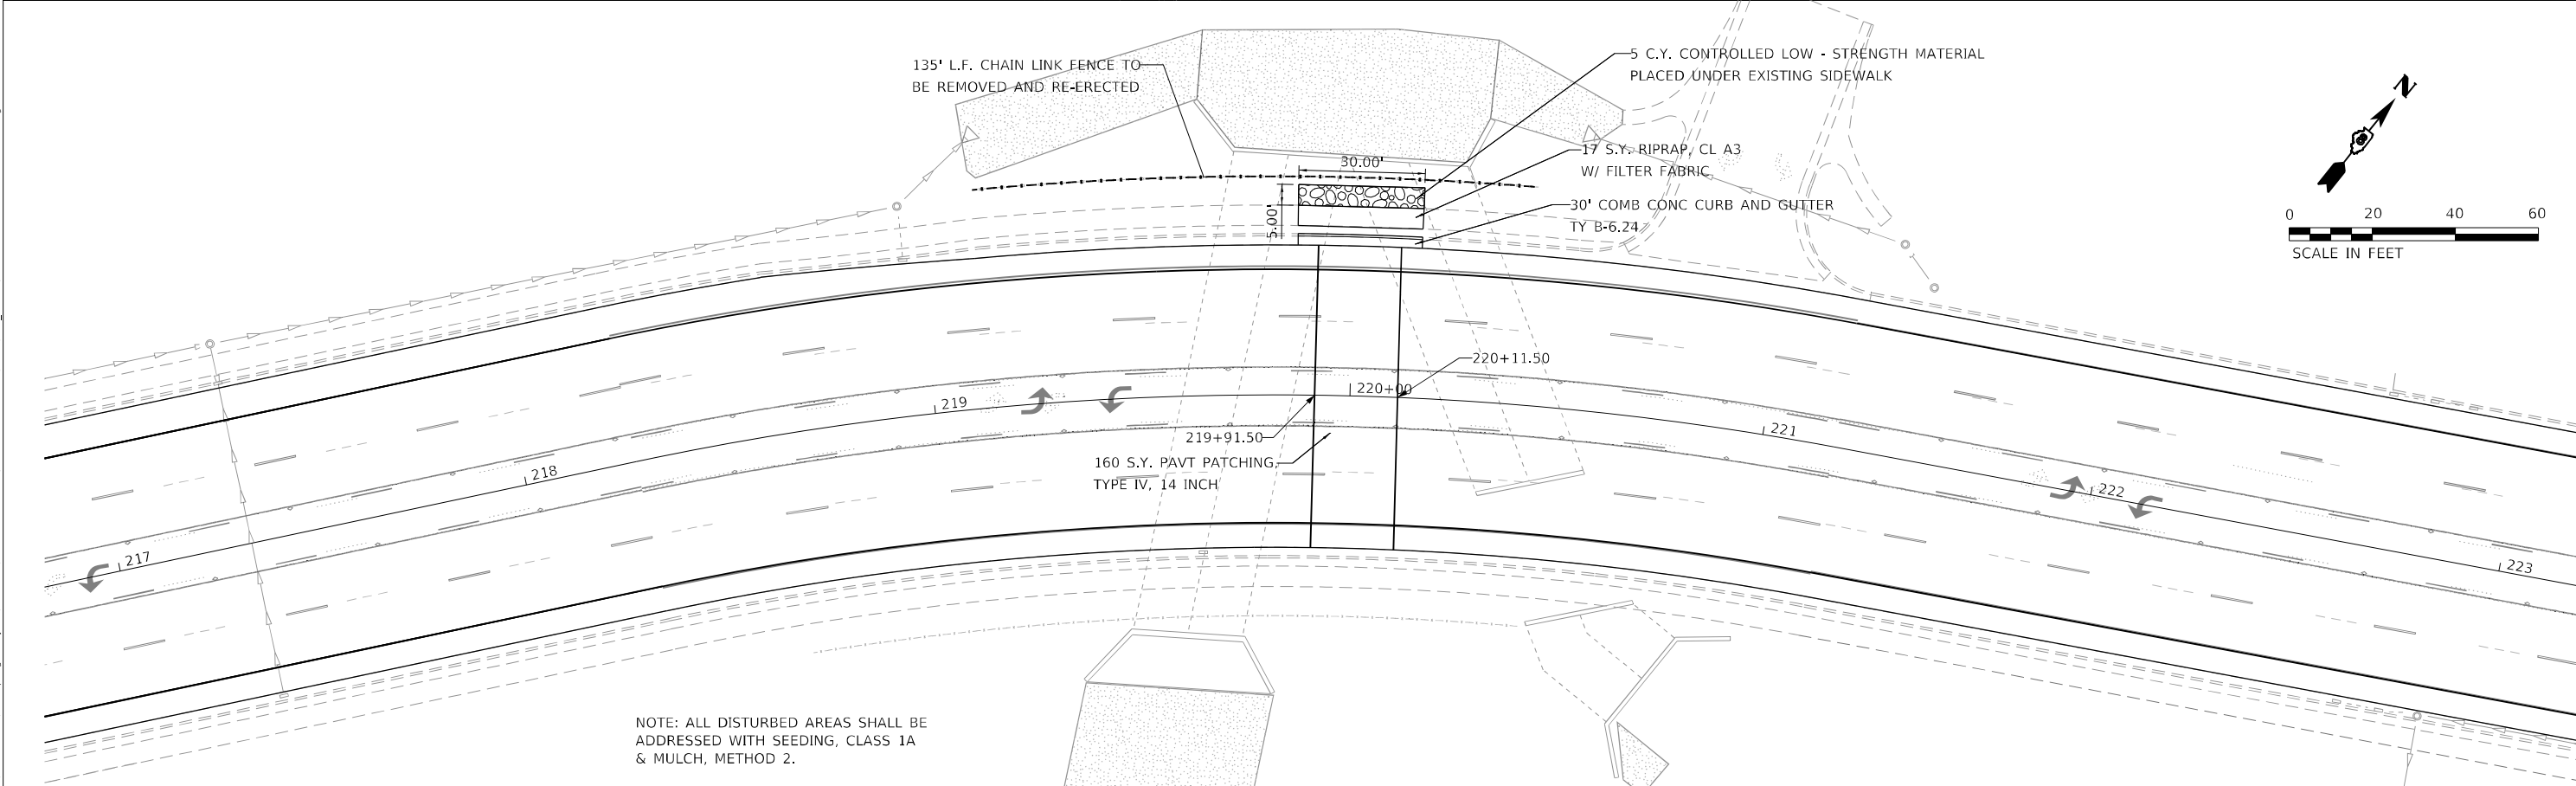 135' L.F. CHAIN LINK FENCE TO
BE REMOVED AND RE-ERECTED
5 C.Y. CONTROLLED LOW - STRENGTH MATERIAL
PLACED UNDER EXISTING SIDEWALK
N
30.00'
17 S.Y. RIPRAP, CL A3
W/ FILTER FABRIC
5.00'
30' COMB CONC CURB AND GUTTER
TY B-6.24
0 20 40 60
SCALE IN FEET
220+11.50
220+00
219
219+91.50
221
160 S.Y. PAVT PATCHING,
TYPE IV, 14 INCH
218
222
217
223
NOTE: ALL DISTURBED AREAS SHALL BE
ADDRESSED WITH SEEDING, CLASS 1A
& MULCH, METHOD 2.